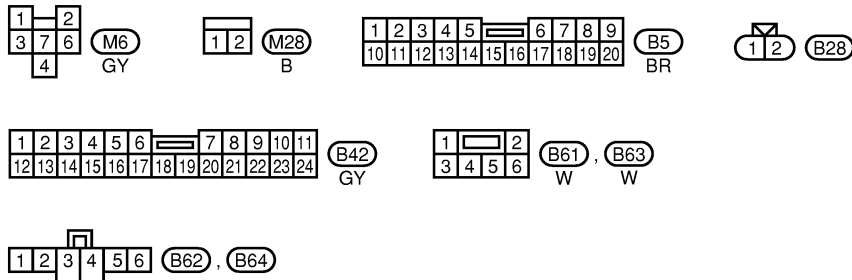 1 2 1 2 3 4 5 6 7 8 9
3 7 6 M6 1 2 M28 10 11 12 13 14 15 16 17 18 19 20 B5 1 2 B28
4 GY B BR
1 2 3 4 5 6 7 8 9 10 11 1 2
12 13 14 15 16 17 18 19 20 21 22 23 24 B42 3 4 5 6 B61 , B63
GY W W
1 2 3 4 5 6 B62 , B64